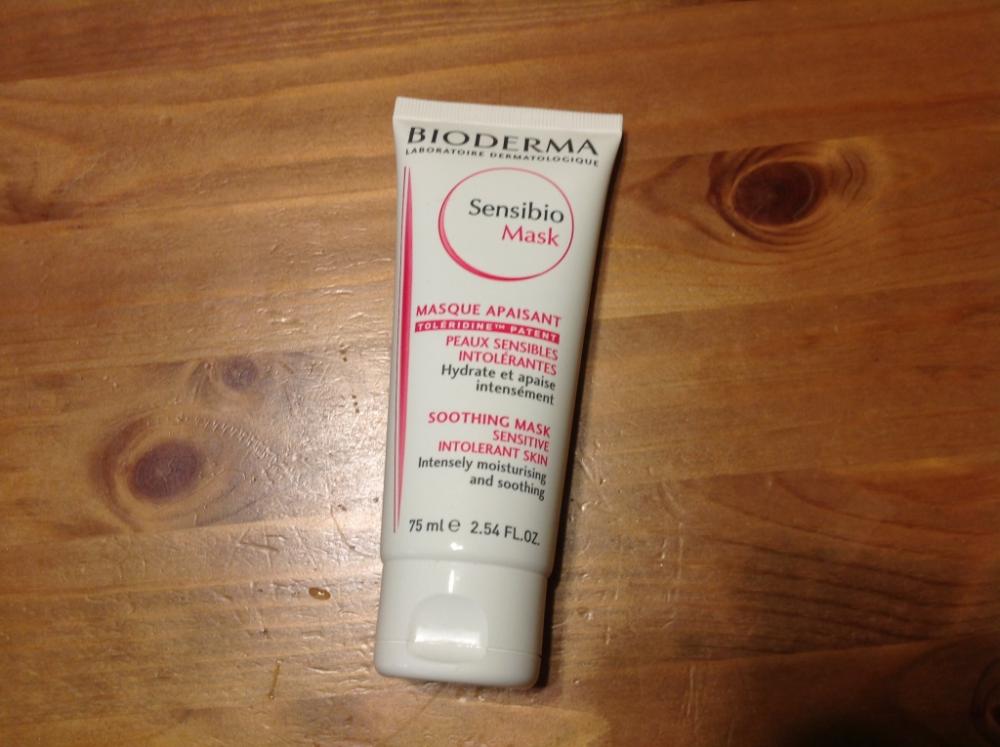 BIODERMA
LABORATOIRE DERMATOLOGIQUE
Sensibio
Mask
MASQUE APAISANT
TOLÉRIDINE™ PATENT
PEAUX SENSIBLES
INTOLÉRANTES
Hydrate et apaise
intensément
SOOTHING MASK
SENSITIVE
INTOLERANT SKIN
Intensely moisturising
and soothing
75 ml ℮ 2.54 FL.OZ.